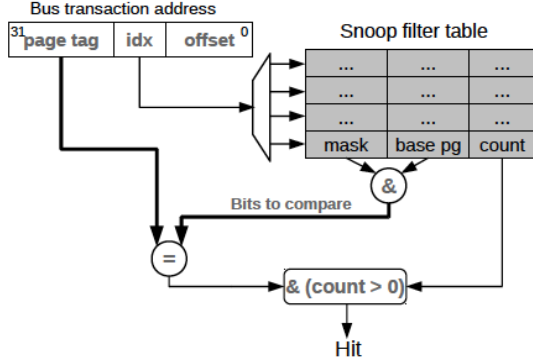 Bus transaction address
31 page tag idx offset 0
Snoop filter table
... ... ...
... ... ...
... ... ...
mask base pg count
&
Bits to compare
=
& (count > 0)
Hit